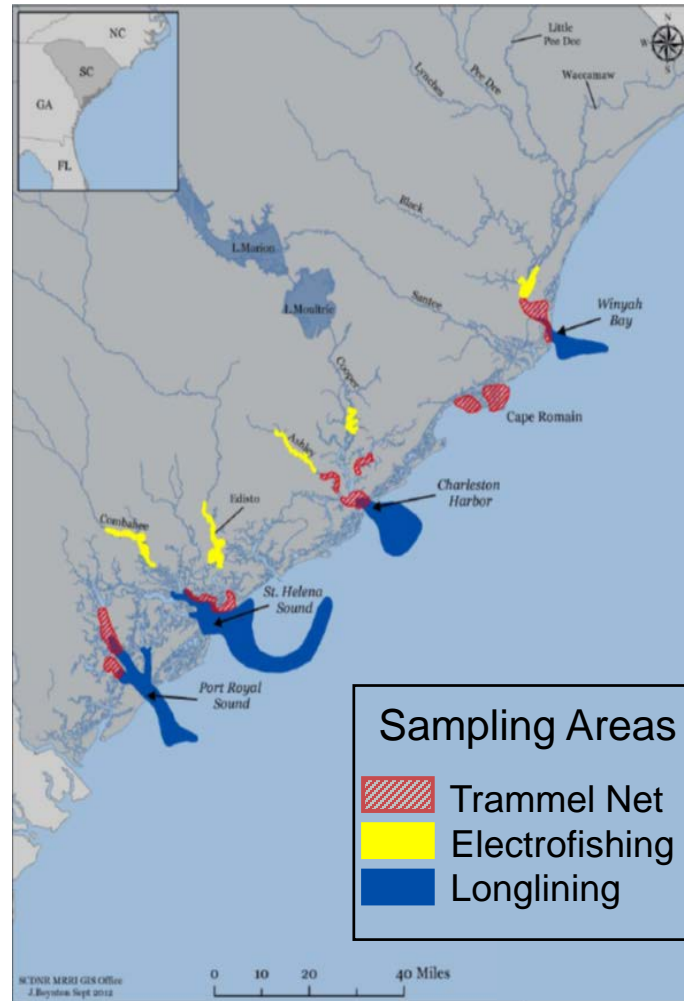 NC
SC
GA
FL
Little
Pee Dee
N
W
S
Pee Dee
Lynches
Waccamaw
Black
L.Marion
L.Moultrie
Santee
Winyah
Bay
Cooper
Cape Romain
Ashley
Charleston
Harbor
Edisto
Combahee
St. Helena
Sound
Port Royal
Sound
Sampling Areas
Trammel Net
Electrofishing
Longlining
SCDNR MRRI GIS Office
J.Boynton Sept 2012
0 10 20 40 Miles